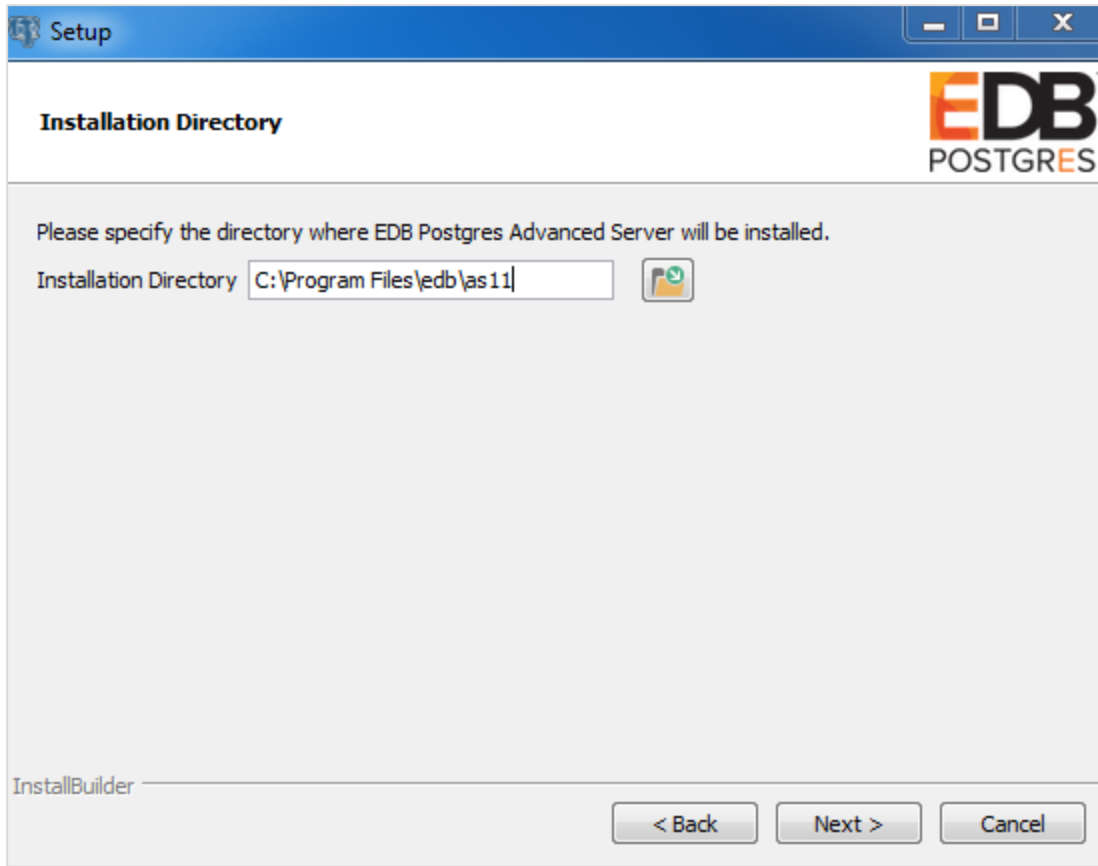 Setup
Installation Directory
EDB
POSTGRES
Please specify the directory where EDB Postgres Advanced Server will be installed.
Installation Directory C:\Program Files\edb\as11
InstallBuilder
< Back Next > Cancel